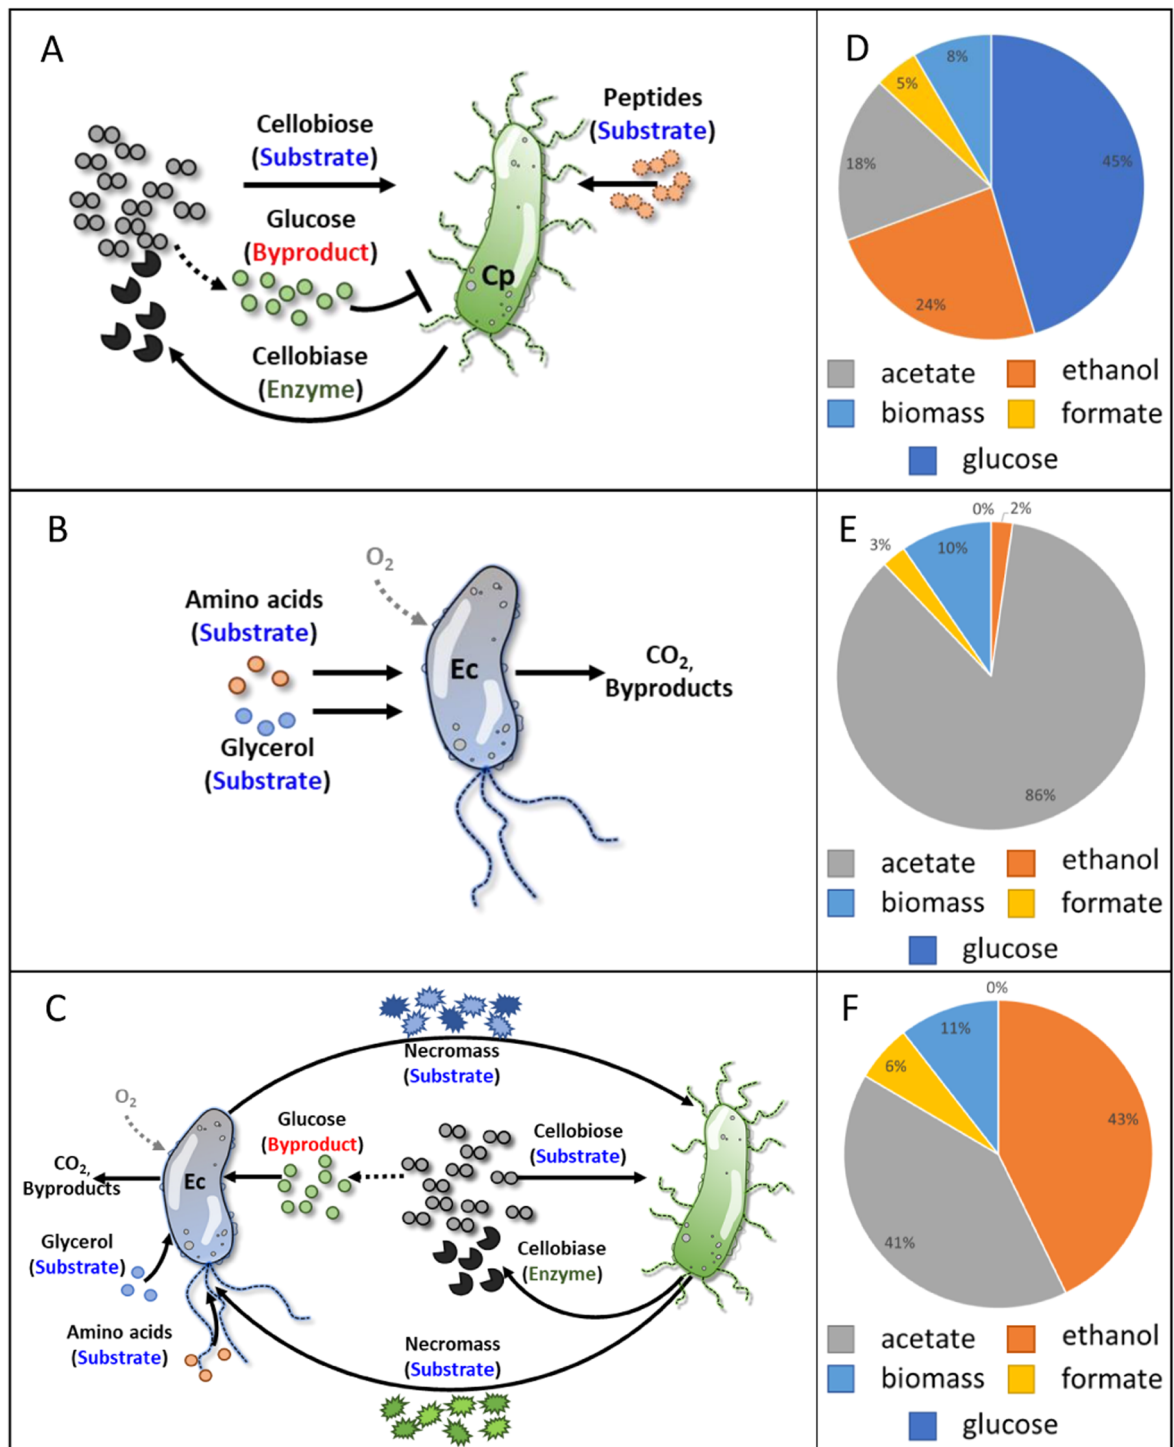 A
Cellobiose
(Substrate)
Glucose
(Byproduct)
Cellobiase
(Enzyme)
Cp
Peptides
(Substrate)
D
8%
5%
18%
45%
24%
acetate
ethanol
biomass
formate
glucose
B
O2
Amino acids
(Substrate)
Glycerol
(Substrate)
Ec
CO2,
Byproducts
E
0%
2%
3%
10%
86%
acetate
ethanol
biomass
formate
glucose
C
Necromass
(Substrate)
O2
CO2,
Byproducts
Ec
Glucose
(Byproduct)
Cellobiose
(Substrate)
Glycerol
(Substrate)
Cellobiase
(Enzyme)
Amino acids
(Substrate)
Necromass
(Substrate)
F
0%
11%
6%
43%
41%
acetate
ethanol
biomass
formate
glucose